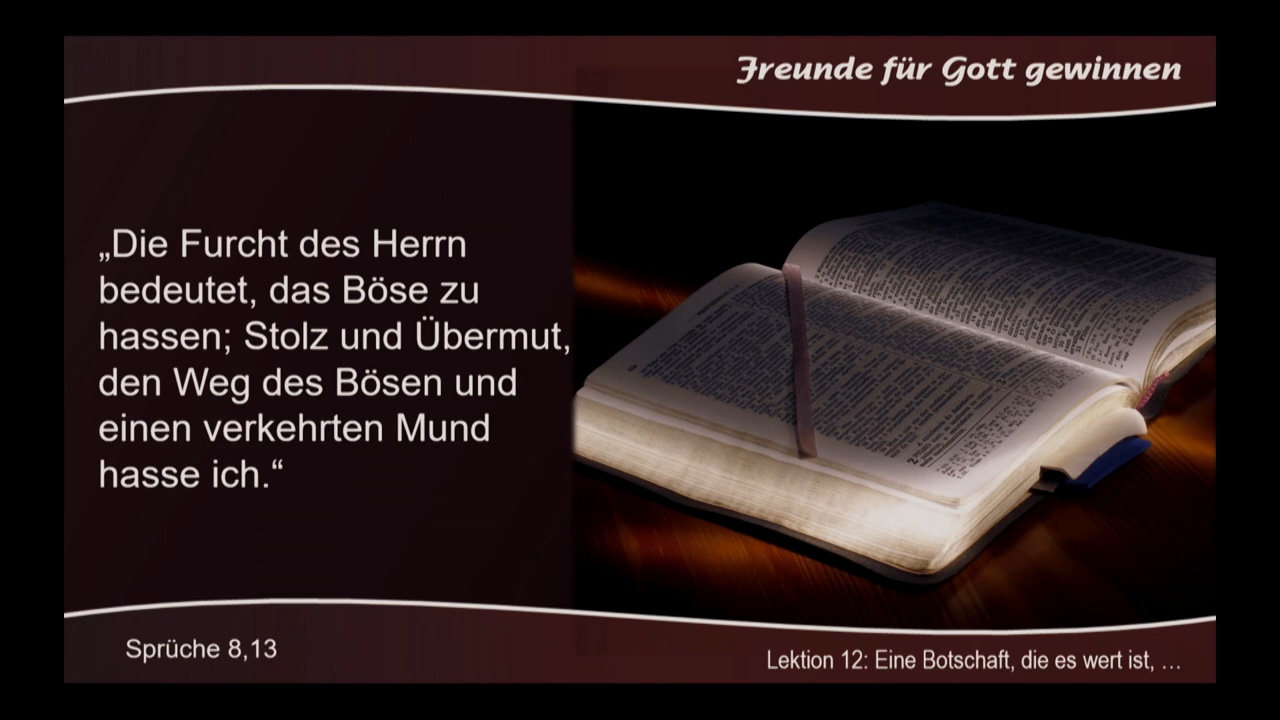 Freunde für Gott gewinnen
„Die Furcht des Herrn
bedeutet, das Böse zu
hassen; Stolz und Übermut,
den Weg des Bösen und
einen verkehrten Mund
hasse ich.“
Sprüche 8,13
Lektion 12: Eine Botschaft, die es wert ist, …